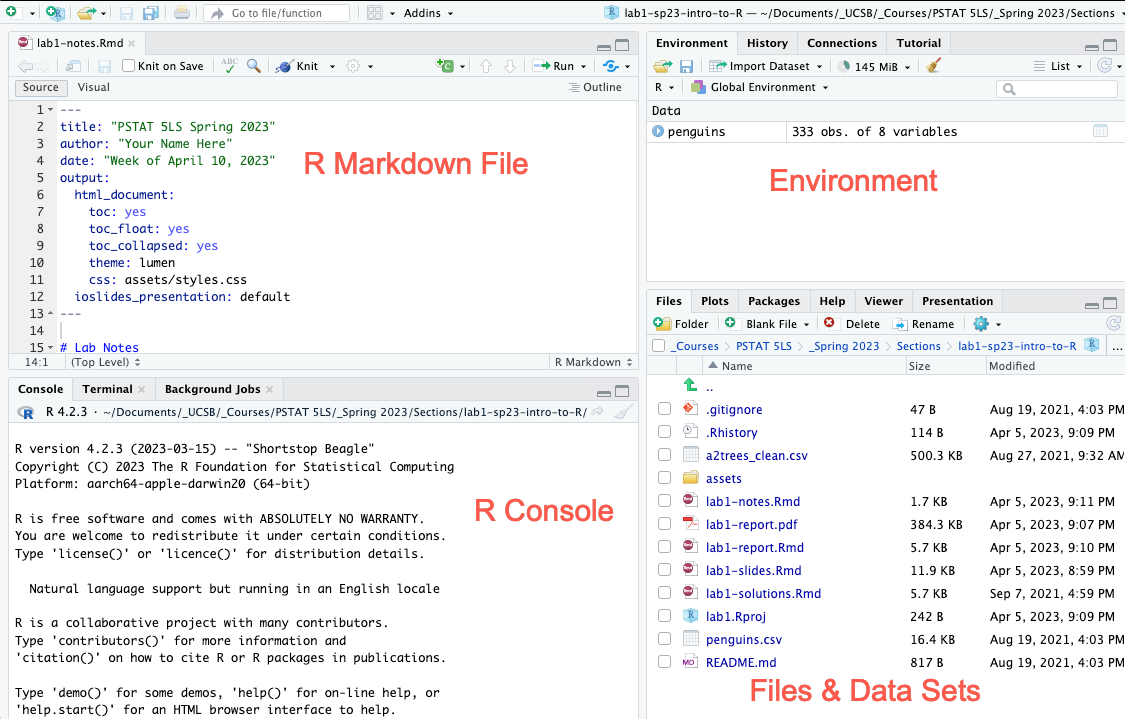 Go to file/function
Addins
lab1-sp23-intro-to-R — ~/Documents/_UCSB/_Courses/PSTAT 5LS/_Spring 2023/Sections
lab1-notes.Rmd
Knit on Save
ABC
Knit
Run
Source
Visual
Outline
1 ---
2 title: "PSTAT 5LS Spring 2023"
3 author: "Your Name Here"
4 date: "Week of April 10, 2023"
5 output:
6 html_document:
7 toc: yes
8 toc_float: yes
9 toc_collapsed: yes
10 theme: lumen
11 css: assets/styles.css
12 ioslides_presentation: default
13 ---
14
15 # Lab Notes
R Markdown File
14:1 (Top Level) R Markdown
Console Terminal Background Jobs
R 4.2.3 · ~/Documents/_UCSB/_Courses/PSTAT 5LS/_Spring 2023/Sections/lab1-sp23-intro-to-R/
R version 4.2.3 (2023-03-15) -- "Shortstop Beagle"
Copyright (C) 2023 The R Foundation for Statistical Computing
Platform: aarch64-apple-darwin20 (64-bit)
R is free software and comes with ABSOLUTELY NO WARRANTY.
You are welcome to redistribute it under certain conditions.
Type 'license()' or 'licence()' for distribution details.
Natural language support but running in an English locale
R is a collaborative project with many contributors.
Type 'contributors()' for more information and
'citation()' on how to cite R or R packages in publications.
Type 'demo()' for some demos, 'help()' for on-line help, or
'help.start()' for an HTML browser interface to help.
R Console
Environment History Connections Tutorial
Import Dataset 145 MiB List
R Global Environment
Data
penguins 333 obs. of 8 variables
Environment
Files Plots Packages Help Viewer Presentation
Folder Blank File Delete Rename
_Courses PSTAT 5LS _Spring 2023 Sections lab1-sp23-intro-to-R ...
Name Size Modified
..
.gitignore 47 B Aug 19, 2021, 4:03 PM
.Rhistory 114 B Apr 5, 2023, 9:09 PM
a2trees_clean.csv 500.3 KB Aug 27, 2021, 9:32 AM
assets
lab1-notes.Rmd 1.7 KB Apr 5, 2023, 9:11 PM
lab1-report.pdf 384.3 KB Apr 5, 2023, 9:07 PM
lab1-report.Rmd 5.7 KB Apr 5, 2023, 9:10 PM
lab1-slides.Rmd 11.9 KB Apr 5, 2023, 8:59 PM
lab1-solutions.Rmd 5.7 KB Sep 7, 2021, 4:59 PM
lab1.Rproj 242 B Apr 5, 2023, 9:09 PM
penguins.csv 16.4 KB Aug 19, 2021, 4:03 PM
README.md 817 B Aug 19, 2021, 4:03 PM
Files & Data Sets